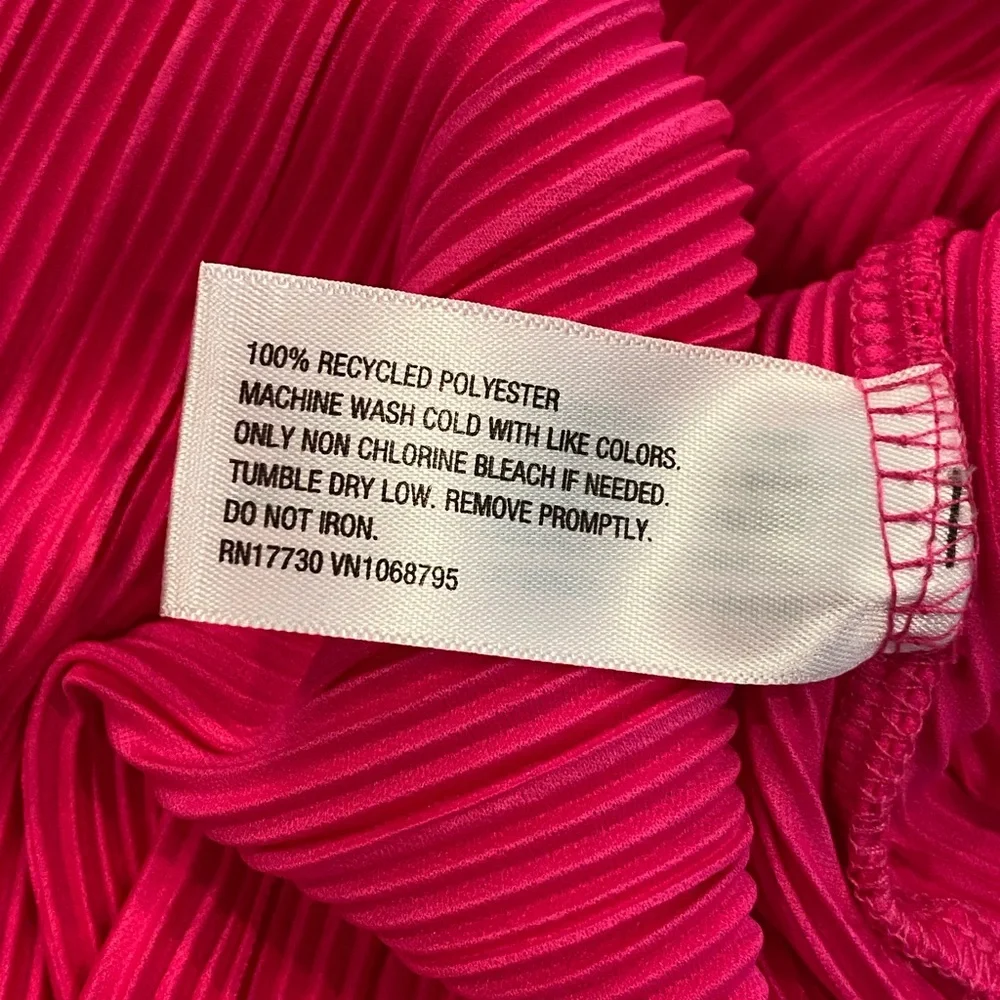 100% RECYCLED POLYESTER
MACHINE WASH COLD WITH LIKE COLORS.
ONLY NON CHLORINE BLEACH IF NEEDED.
TUMBLE DRY LOW. REMOVE PROMPTLY.
DO NOT IRON.
RN17730 VN1068795